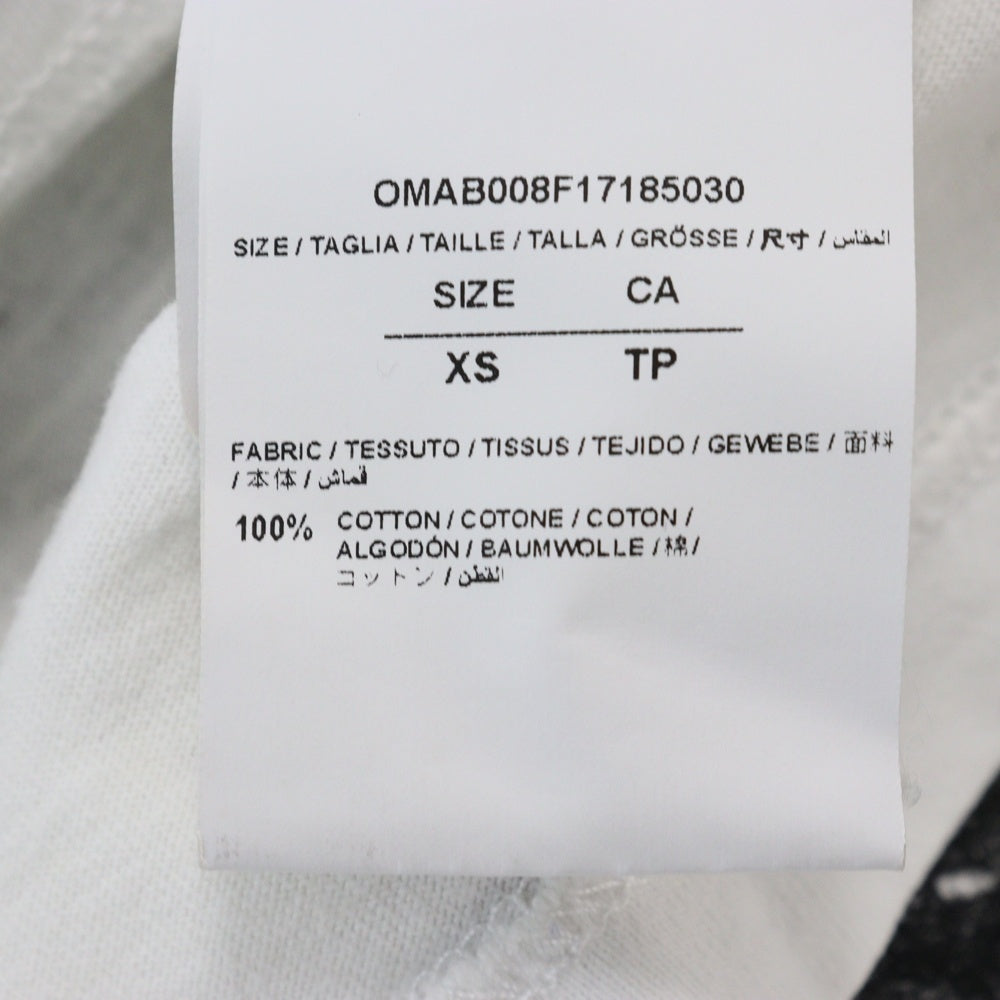 OMAB008F17185030
SIZE / TAGLIA / TAILLE / TALLA / GRÖSSE / 尺寸 / المقاس
SIZE CA
XS TP
FABRIC / TESSUTO / TISSUS / TEJIDO / GEWEBE / 面料
/ 本体 / قماش
100% COTTON / COTONE / COTON /
ALGODÓN / BAUMWOLLE / 棉 /
コットン / القطن